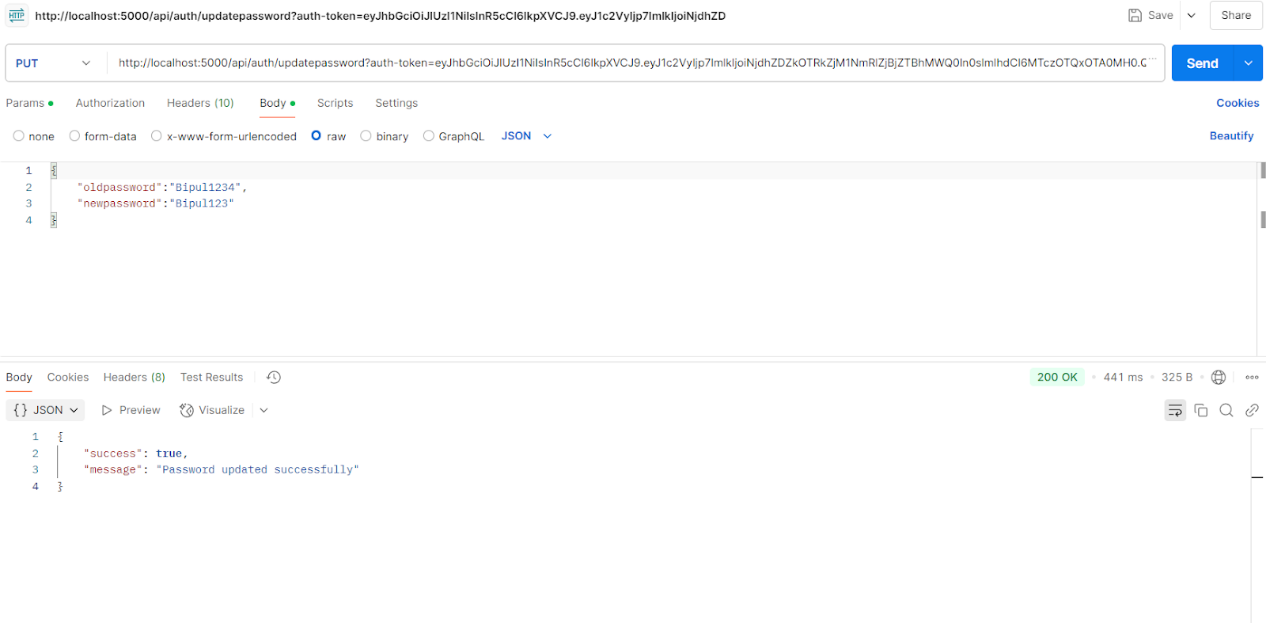 HTTP http://localhost:5000/api/auth/updatepassword?auth-token=eyJhbGciOiJIUzI1NiIsInR5cCI6IkpXVCJ9.eyJ1c2VyIjp7ImlkIjoiNjdhZD Save Share
PUT http://localhost:5000/api/auth/updatepassword?auth-token=eyJhbGciOiJIUzI1NiIsInR5cCI6IkpXVCJ9.eyJ1c2VyIjp7ImlkIjoiNjdhZDZkOTRkZjM1NmRlZjBjZTBhMWQ0In0sImlhdCI6MTczOTQxOTA0MH0.G... Send
Params Authorization Headers (10) Body Scripts Settings Cookies
none form-data x-www-form-urlencoded raw binary GraphQL JSON Beautify
1 {
2 "oldpassword":"Bipul1234",
3 "newpassword":"Bipul123"
4 }
Body Cookies Headers (8) Test Results 200 OK • 441 ms • 325 B
{} JSON Preview Visualize
1 {
2 "success": true,
3 "message": "Password updated successfully"
4 }